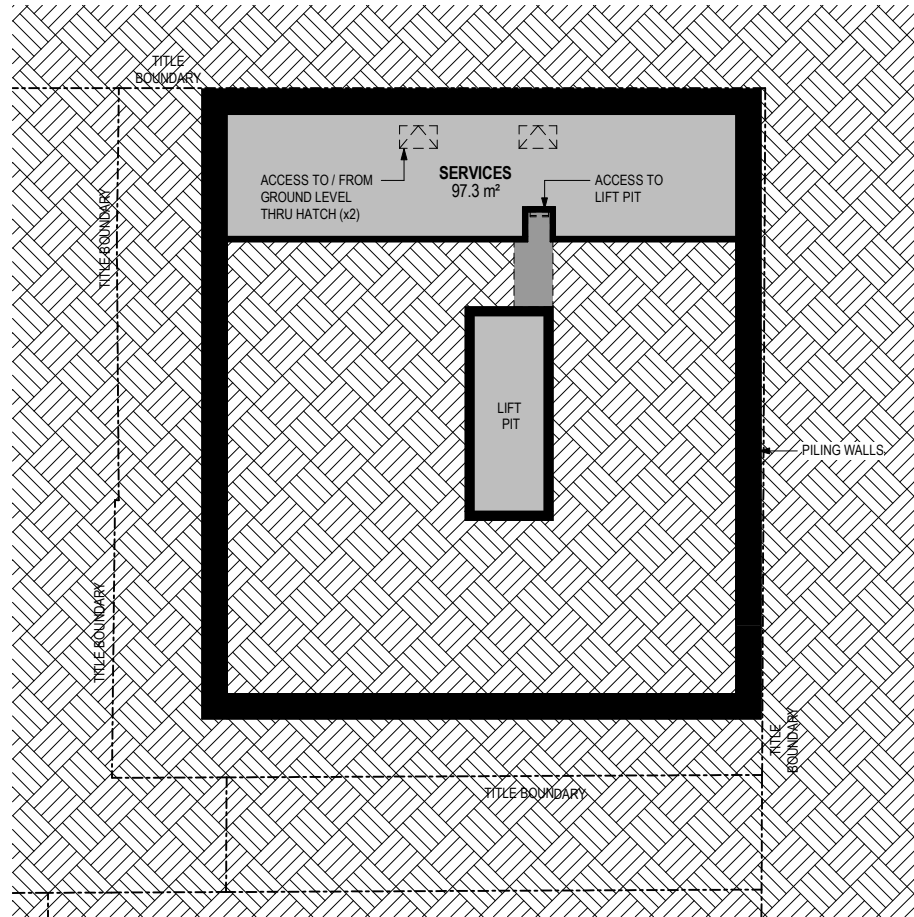 TITLE
BOUNDARY
ACCESS TO / FROM
GROUND LEVEL
THRU HATCH (x2)
SERVICES
97.3 m²
ACCESS TO
LIFT PIT
TITLE BOUNDARY
LIFT
PIT
PILING WALLS
TITLE BOUNDARY
TITLE
BOUNDARY
TITLE BOUNDARY